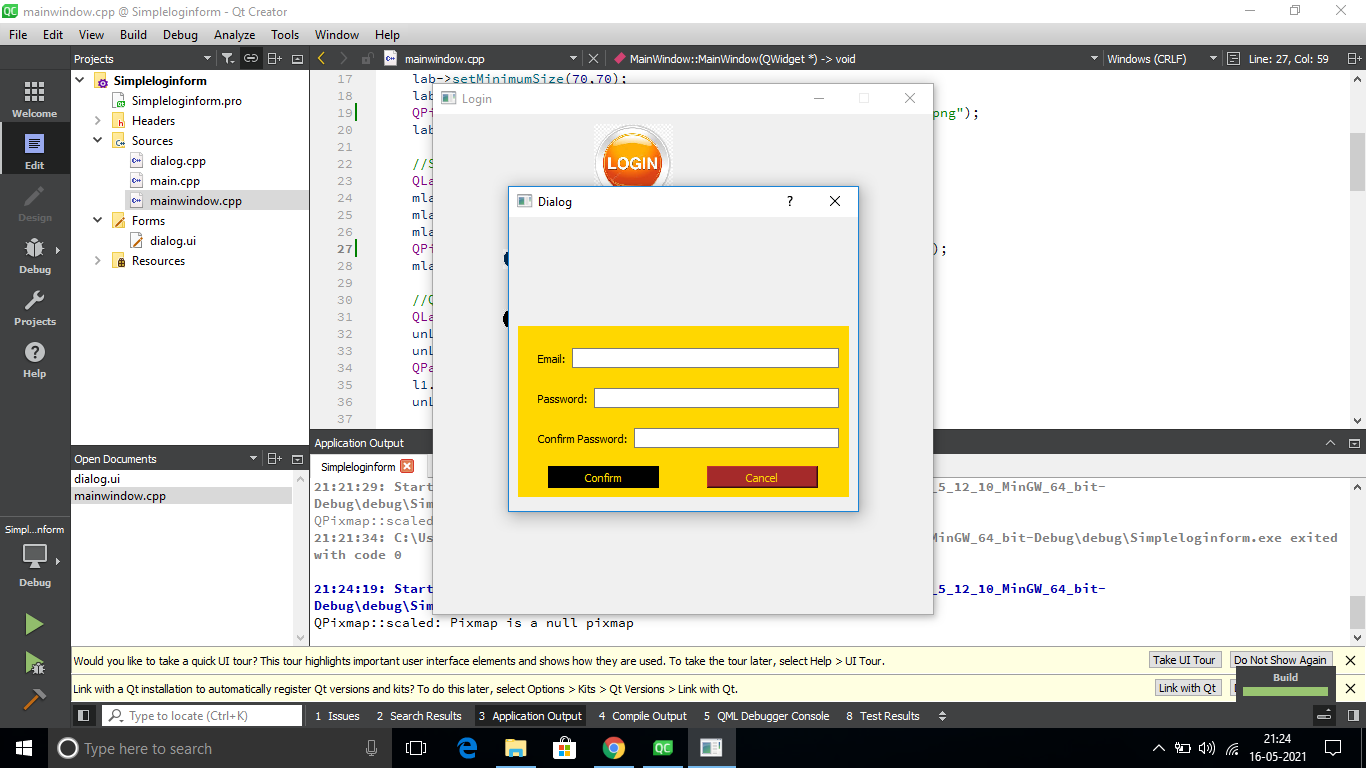 mainwindow.cpp @ Simpleloginform - Qt Creator
File Edit View Build Debug Analyze Tools Window Help
Projects
mainwindow.cpp
MainWindow::MainWindow(QWidget *) -> void
Windows (CRLF)
Line: 27, Col: 59
Welcome
Edit
Design
Debug
Projects
Help
Simpleloginform
Simpleloginform.pro
Headers
Sources
dialog.cpp
main.cpp
mainwindow.cpp
Forms
dialog.ui
Resources
17 lab->setMinimumSize(70,70);
18 lab
19 QPi png");
20 lab
21
22 //S
23 QLa
24 mla
25 mla
26 mla
27 QPi );
28 mla
29
30 //Q
31 QLa
32 unL
33 unL
34 QPa
35 l1.
36 unL
37
Login
LOGIN
Dialog
?
Email:
Password:
Confirm Password:
Confirm Cancel
Open Documents
dialog.ui
mainwindow.cpp
Simpl...nform
Debug
Application Output
Simpleloginform
21:21:29: Start _5_12_10_MinGW_64_bit-
Debug\debug\Sim
QPixmap::scaled
21:21:34: C:\Us MinGW_64_bit-Debug\debug\Simpleloginform.exe exited
with code 0
21:24:19: Start _5_12_10_MinGW_64_bit-
Debug\debug\Sim
QPixmap::scaled: Pixmap is a null pixmap
Would you like to take a quick UI tour? This tour highlights important user interface elements and shows how they are used. To take the tour later, select Help > UI Tour.
Take UI Tour Do Not Show Again
Link with a Qt installation to automatically register Qt versions and kits? To do this later, select Options > Kits > Qt Versions > Link with Qt.
Link with Qt
Build
Type to locate (Ctrl+K)
1 Issues 2 Search Results 3 Application Output 4 Compile Output 5 QML Debugger Console 8 Test Results
Type here to search
21:24
16-05-2021